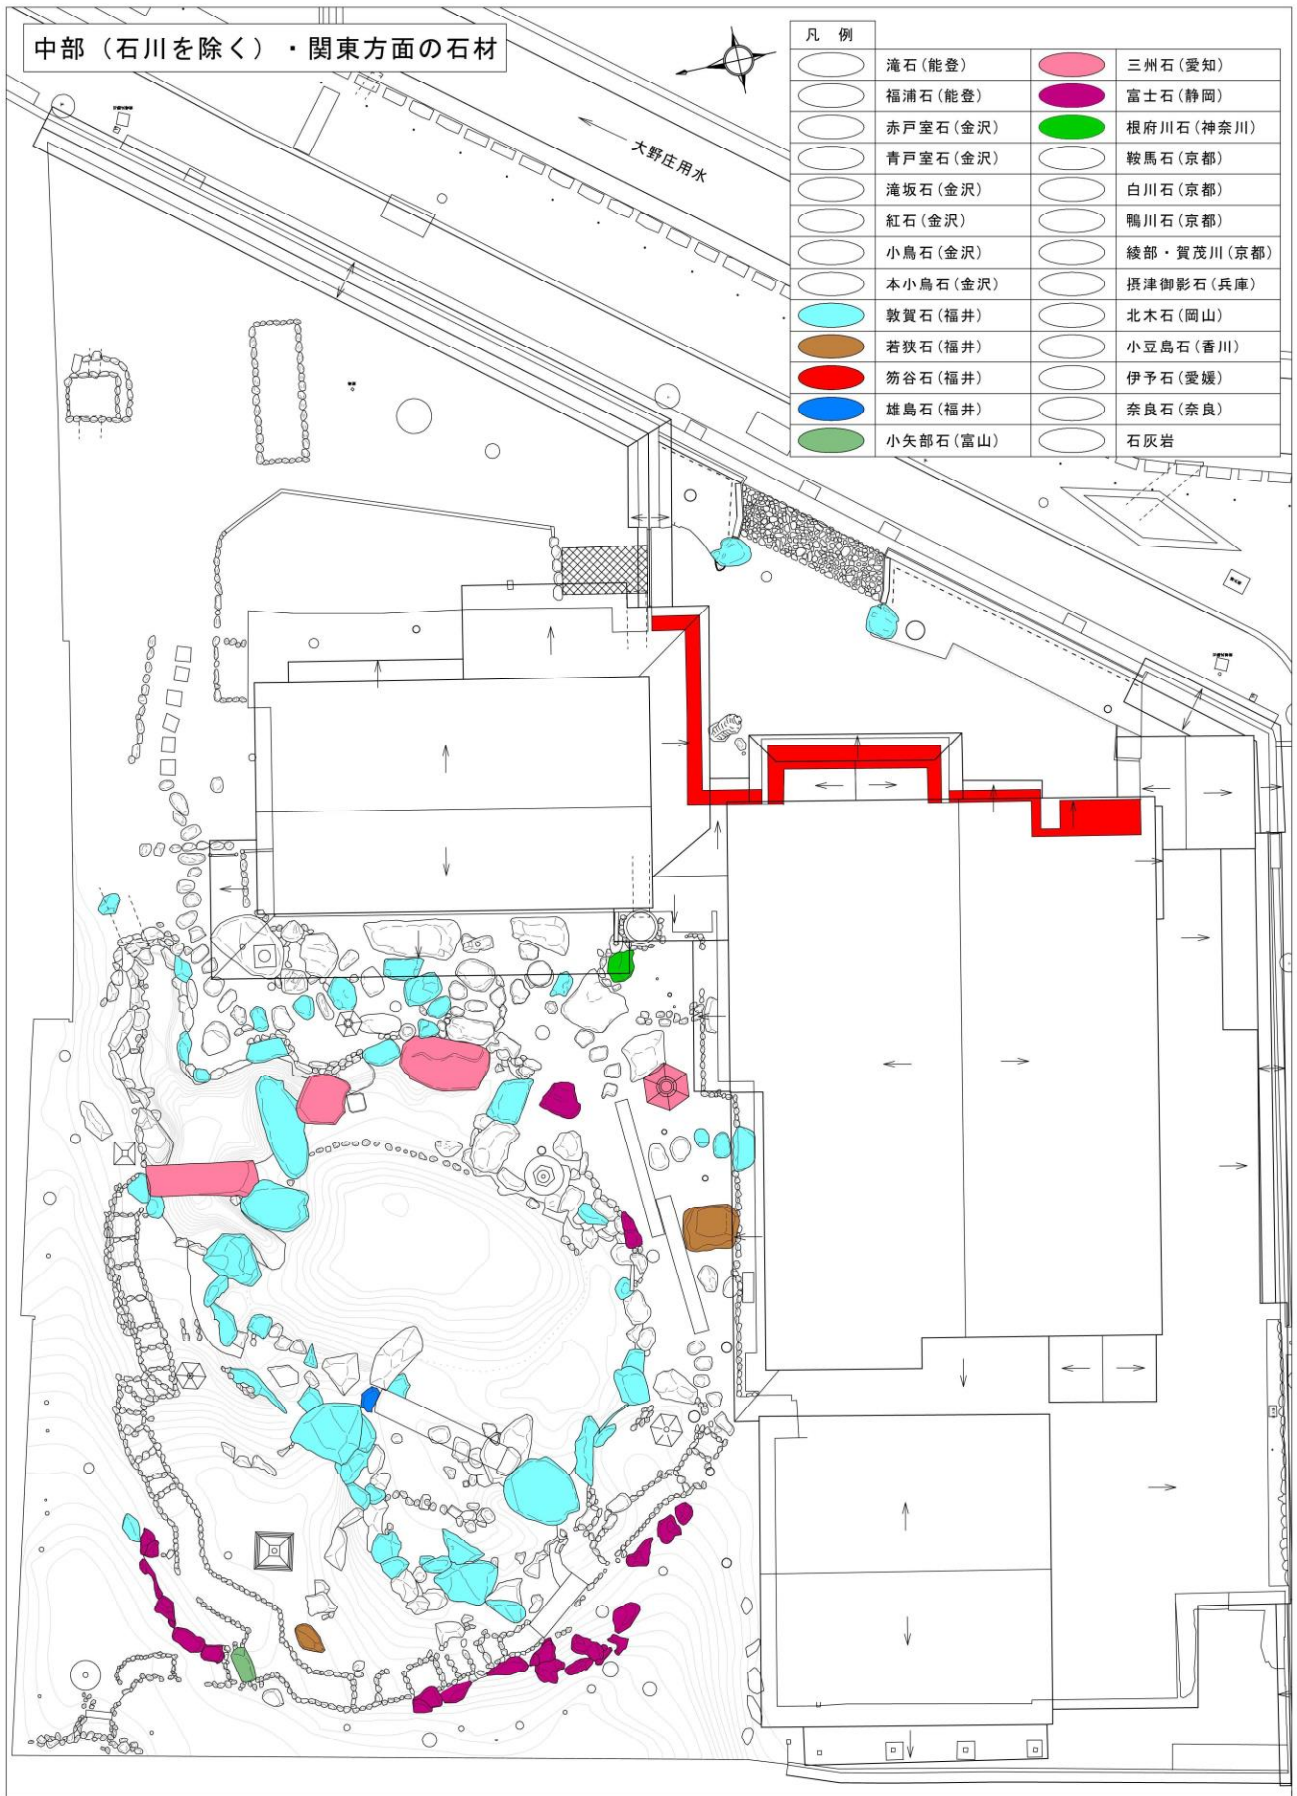 中部（石川を除く）・関東方面の石材
大野庄用水
凡 例
滝石(能登)
三州石(愛知)
福浦石(能登)
富士石(静岡)
赤戸室石(金沢)
根府川石(神奈川)
青戸室石(金沢)
鞍馬石(京都)
滝坂石(金沢)
白川石(京都)
紅石(金沢)
鴨川石(京都)
小鳥石(金沢)
綾部・賀茂川(京都)
本小鳥石(金沢)
摂津御影石(兵庫)
敦賀石(福井)
北木石(岡山)
若狭石(福井)
小豆島石(香川)
笏谷石(福井)
伊予石(愛媛)
雄島石(福井)
奈良石(奈良)
小矢部石(富山)
石灰岩